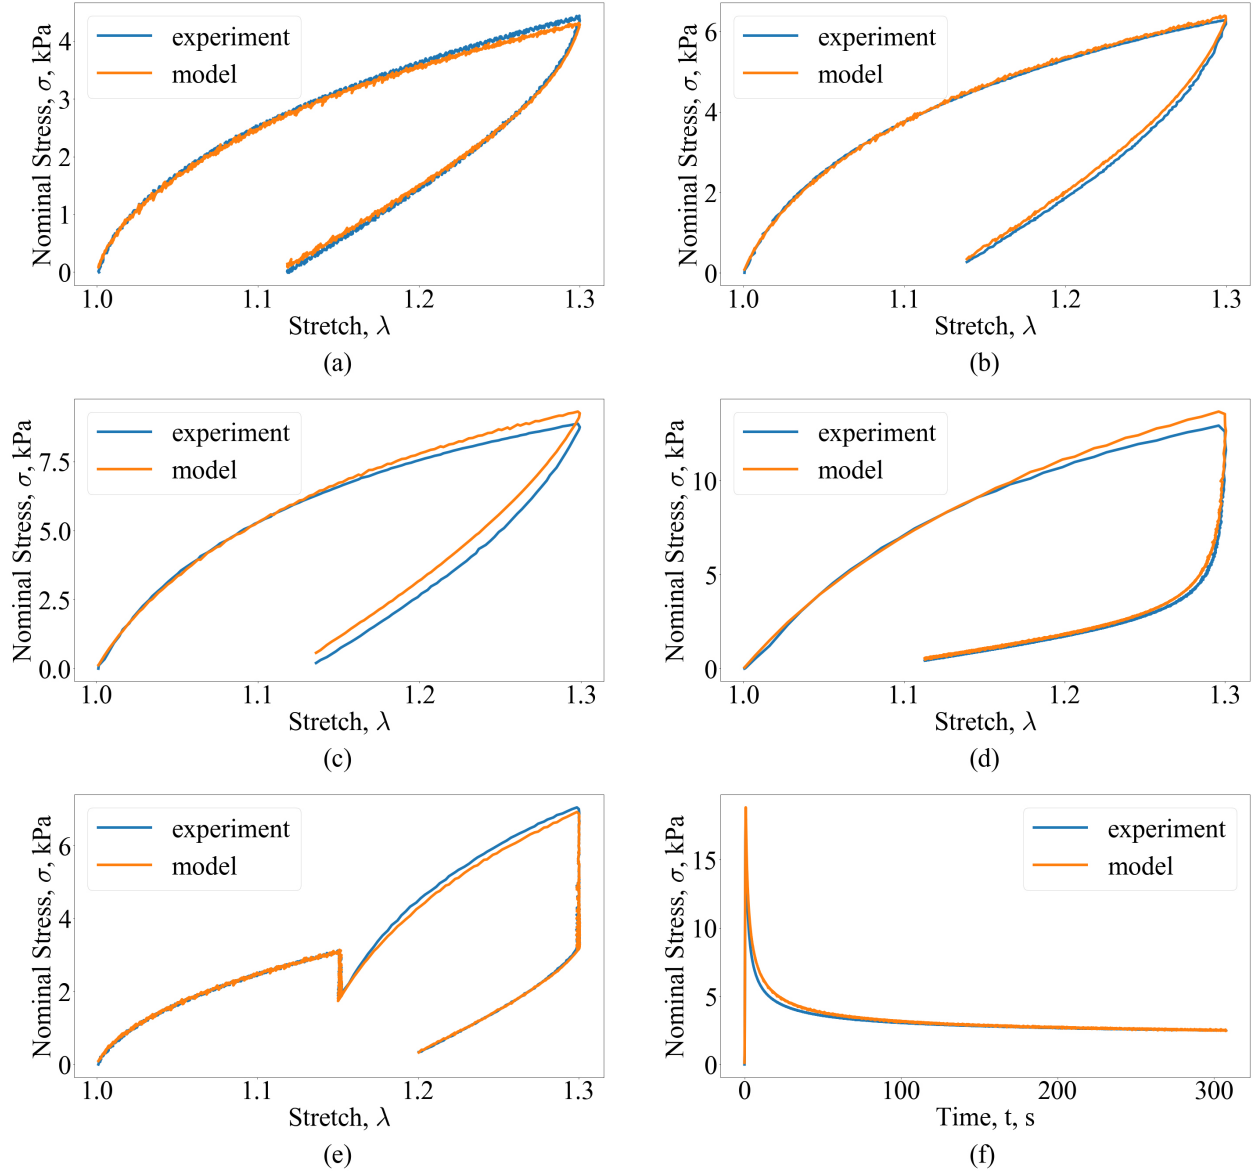 4
3
2
1
0
Nominal Stress, σ, kPa
experiment
model
1.0 1.1 1.2 1.3
Stretch, λ
(a)
6
4
2
0
Nominal Stress, σ, kPa
experiment
model
1.0 1.1 1.2 1.3
Stretch, λ
(b)
7.5
5.0
2.5
0.0
Nominal Stress, σ, kPa
experiment
model
1.0 1.1 1.2 1.3
Stretch, λ
(c)
10
5
0
Nominal Stress, σ, kPa
experiment
model
1.0 1.1 1.2 1.3
Stretch, λ
(d)
6
4
2
0
Nominal Stress, σ, kPa
experiment
model
1.0 1.1 1.2 1.3
Stretch, λ
(e)
15
10
5
0
Nominal Stress, σ, kPa
experiment
model
0 100 200 300
Time, t, s
(f)